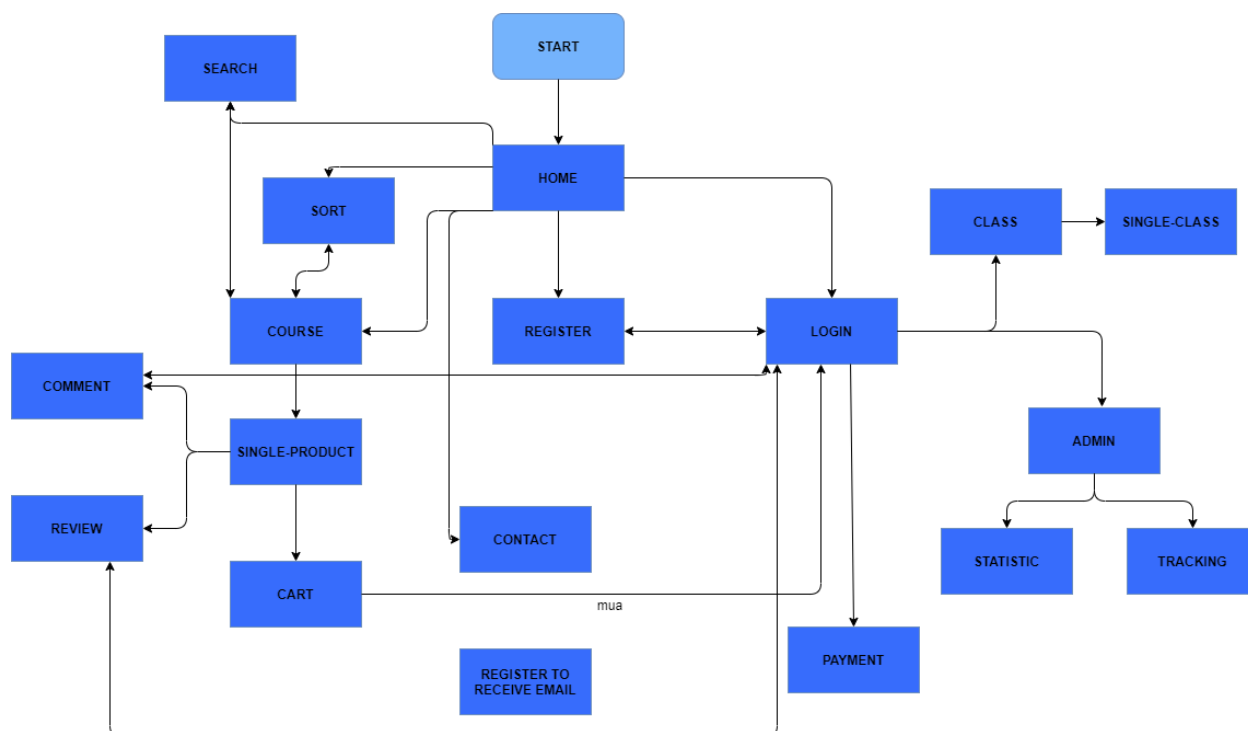 START
SEARCH
HOME
SORT
CLASS
SINGLE-CLASS
COURSE
REGISTER
LOGIN
COMMENT
SINGLE-PRODUCT
ADMIN
REVIEW
CONTACT
STATISTIC
TRACKING
CART
mua
PAYMENT
REGISTER TO
RECEIVE EMAIL